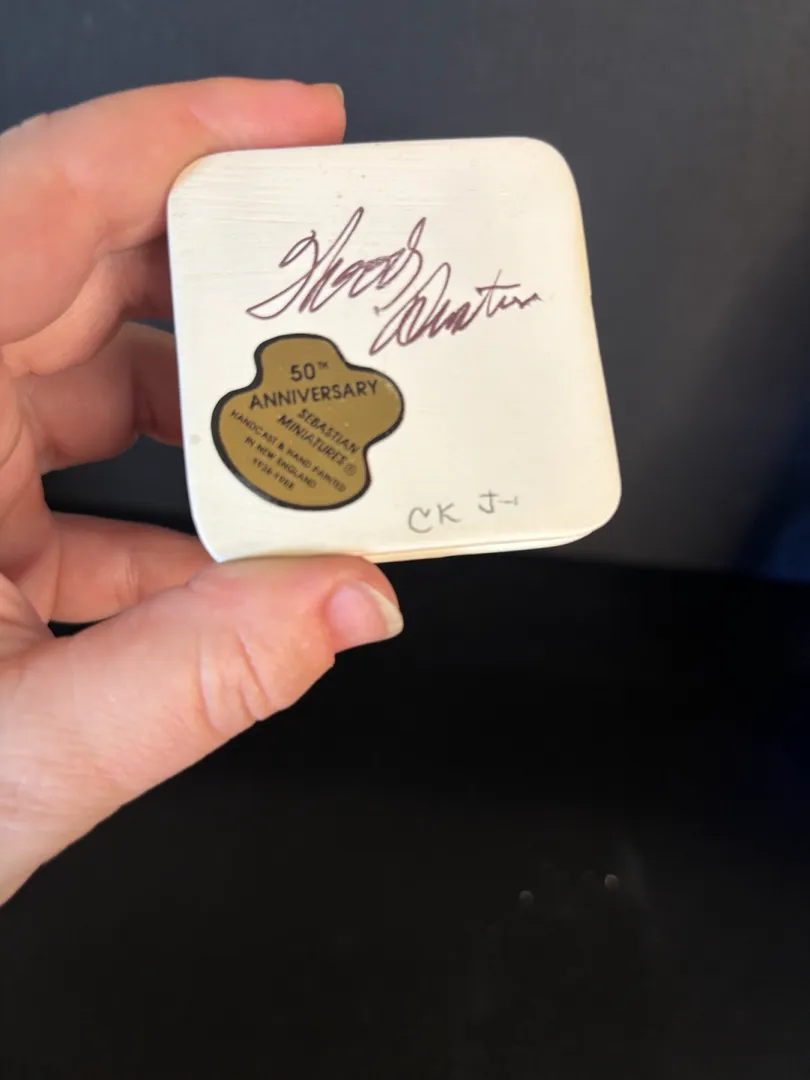 50TH
ANNIVERSARY
SEBASTIAN
MINIATURES ®
HANDCAST & HAND PAINTED
IN NEW ENGLAND
1938-1988
CK